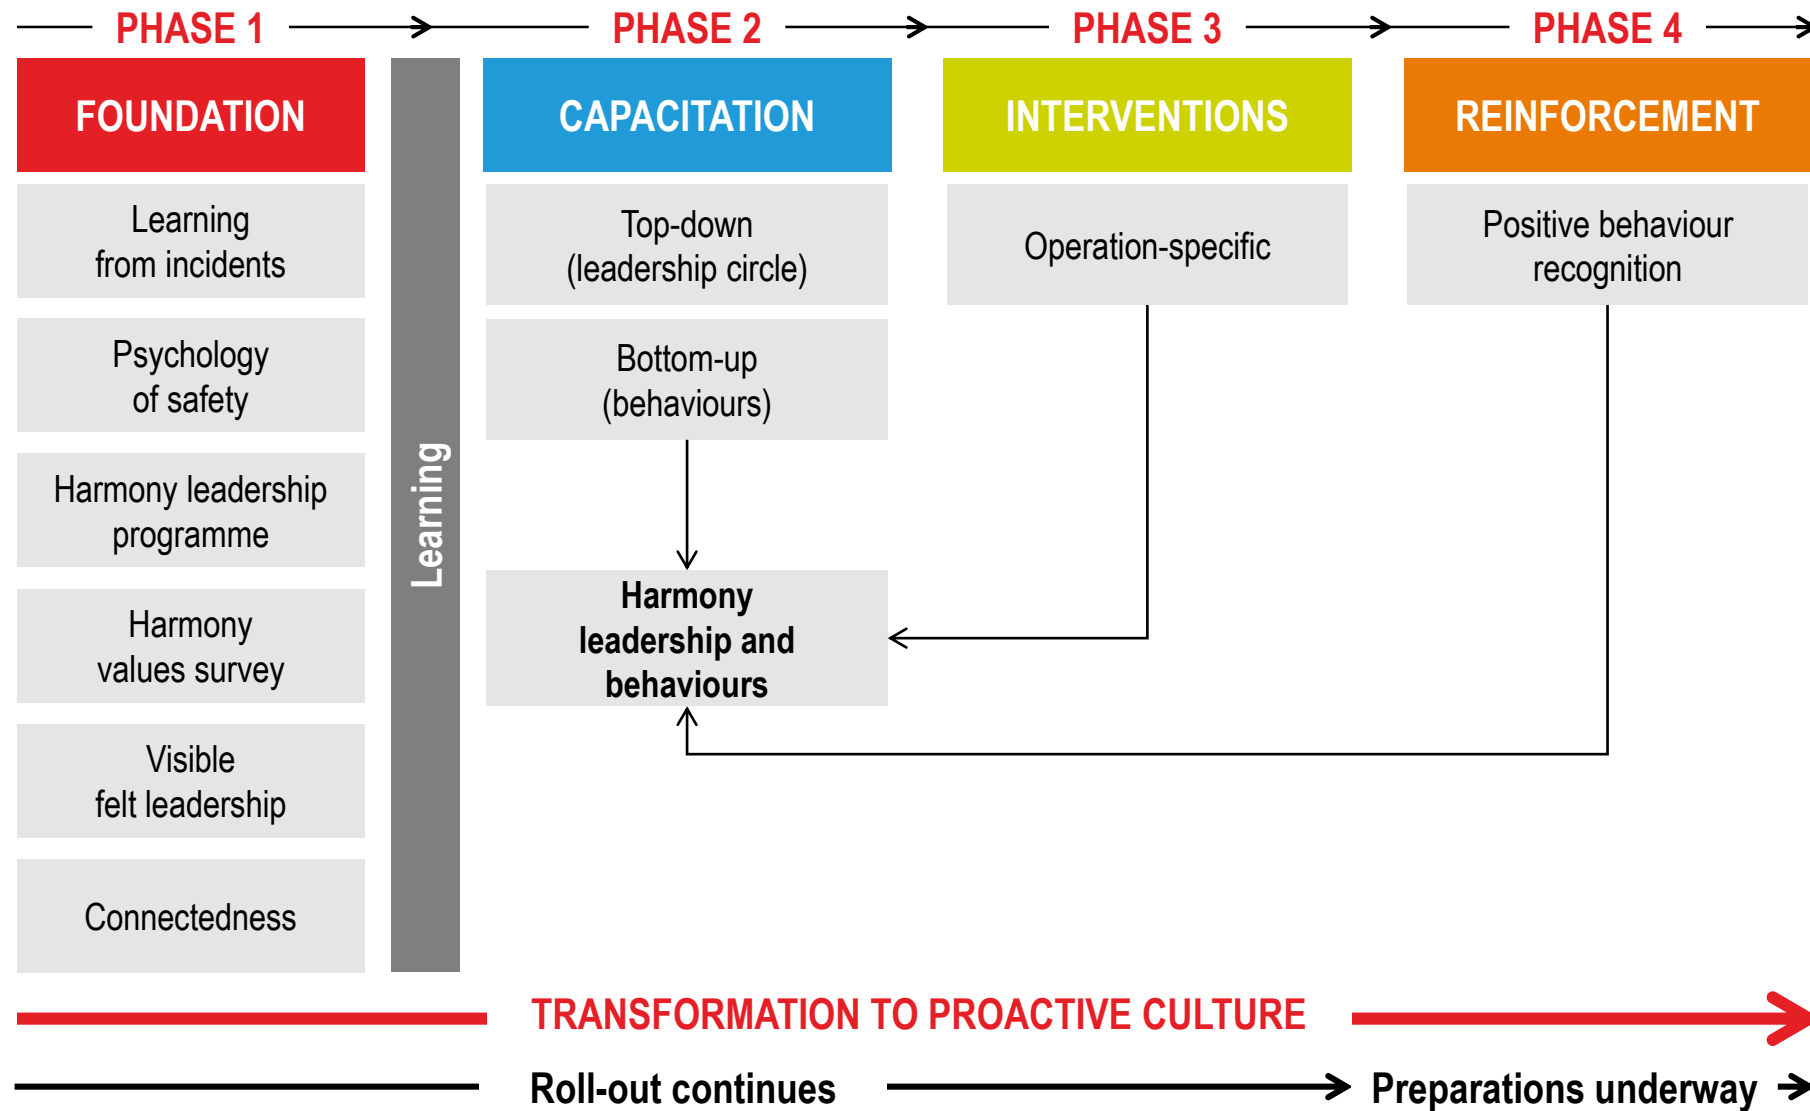 PHASE 1
PHASE 2
PHASE 3
PHASE 4
FOUNDATION
CAPACITATION
INTERVENTIONS
REINFORCEMENT
Learning
from incidents
Psychology
of safety
Harmony leadership
programme
Harmony
values survey
Visible
felt leadership
Connectedness
Learning
Top-down
(leadership circle)
Bottom-up
(behaviours)
Harmony
leadership and
behaviours
Operation-specific
Positive behaviour
recognition
TRANSFORMATION TO PROACTIVE CULTURE
Roll-out continues
Preparations underway